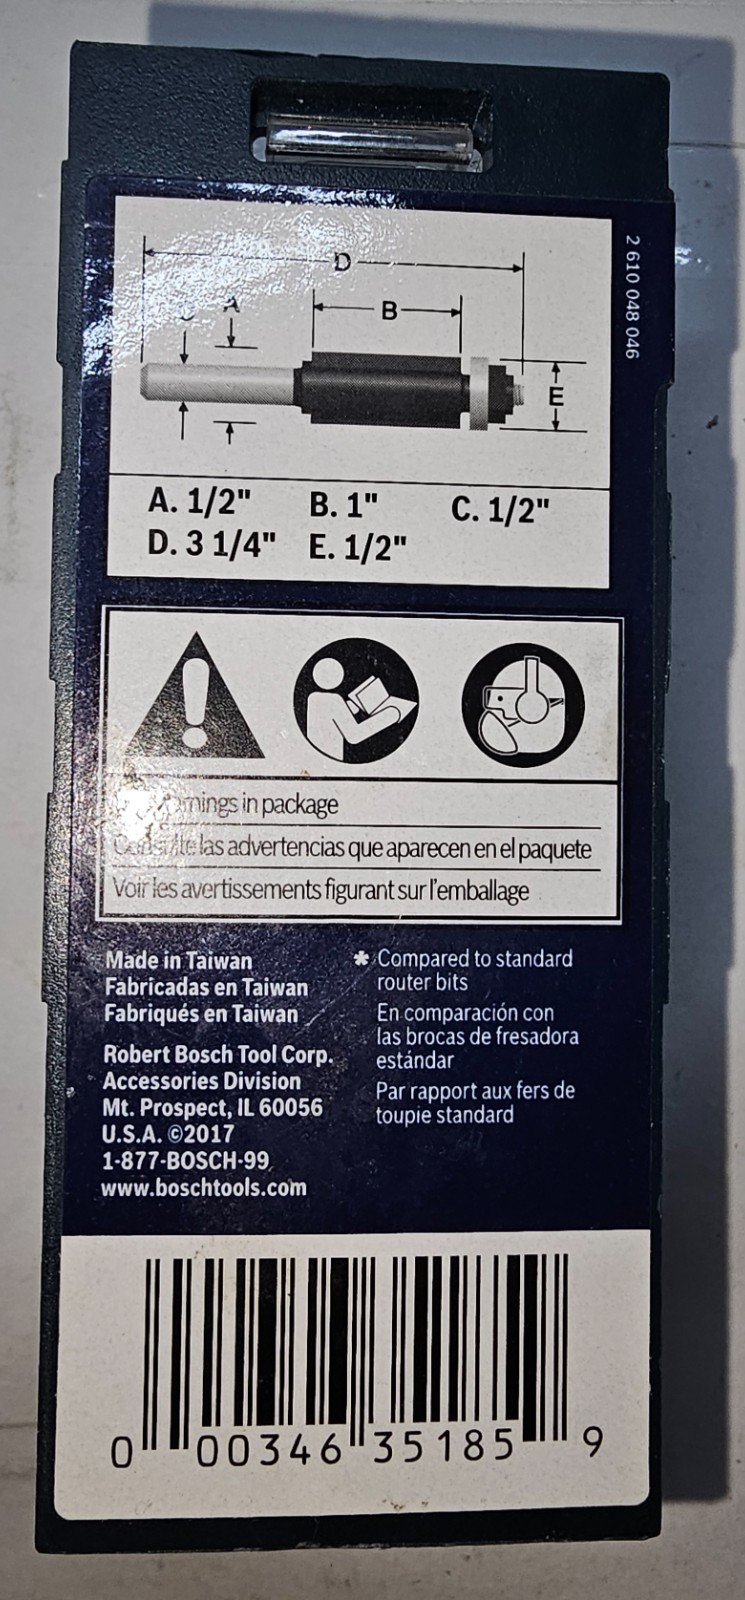 2 610 048 046
D
A
B
E
A. 1/2" B. 1" C. 1/2"
D. 3 1/4" E. 1/2"
in package
las advertencias que aparecen en el paquete
Voir les avertissements figurant sur l'emballage
Made in Taiwan
Fabricadas en Taiwan
Fabriqués en Taiwan
Robert Bosch Tool Corp.
Accessories Division
Mt. Prospect, IL 60056
U.S.A. ©2017
1-877-BOSCH-99
www.boschtools.com
* Compared to standard
router bits
En comparación con
las brocas de fresadora
estándar
Par rapport aux fers de
toupie standard
0 00346 35185 9